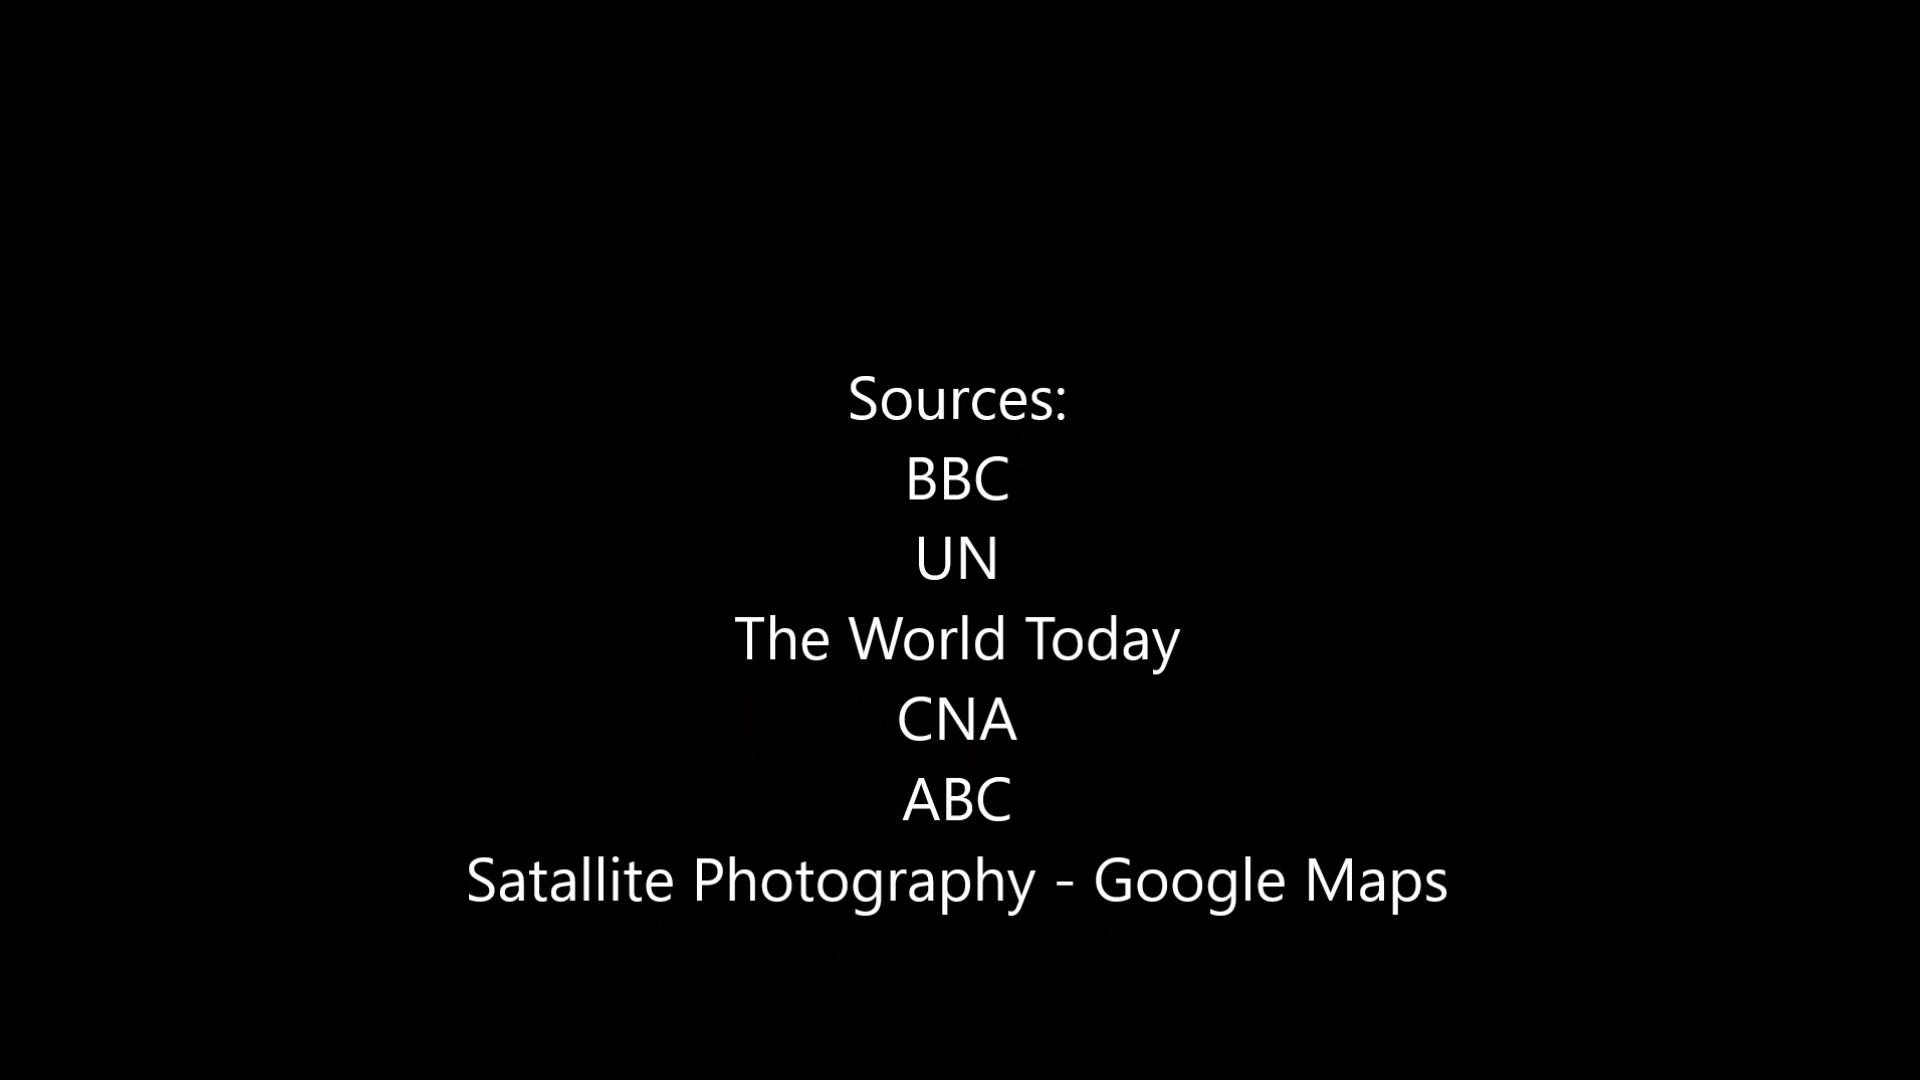 Sources:
BBC
UN
The World Today
CNA
ABC
Satallite Photography - Google Maps